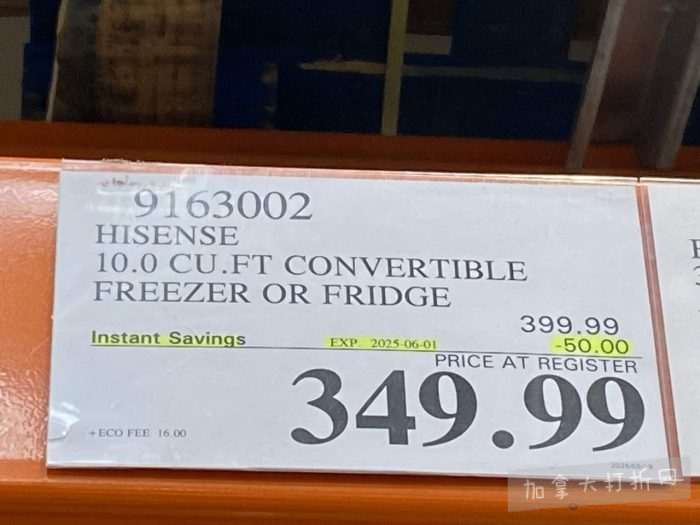 9163002
HISENSE
10.0 CU.FT CONVERTIBLE
FREEZER OR FRIDGE
399.99
Instant Savings EXP. 2025-06-01 -50.00
PRICE AT REGISTER
349.99
+ECO FEE 16.00
加拿大打折网